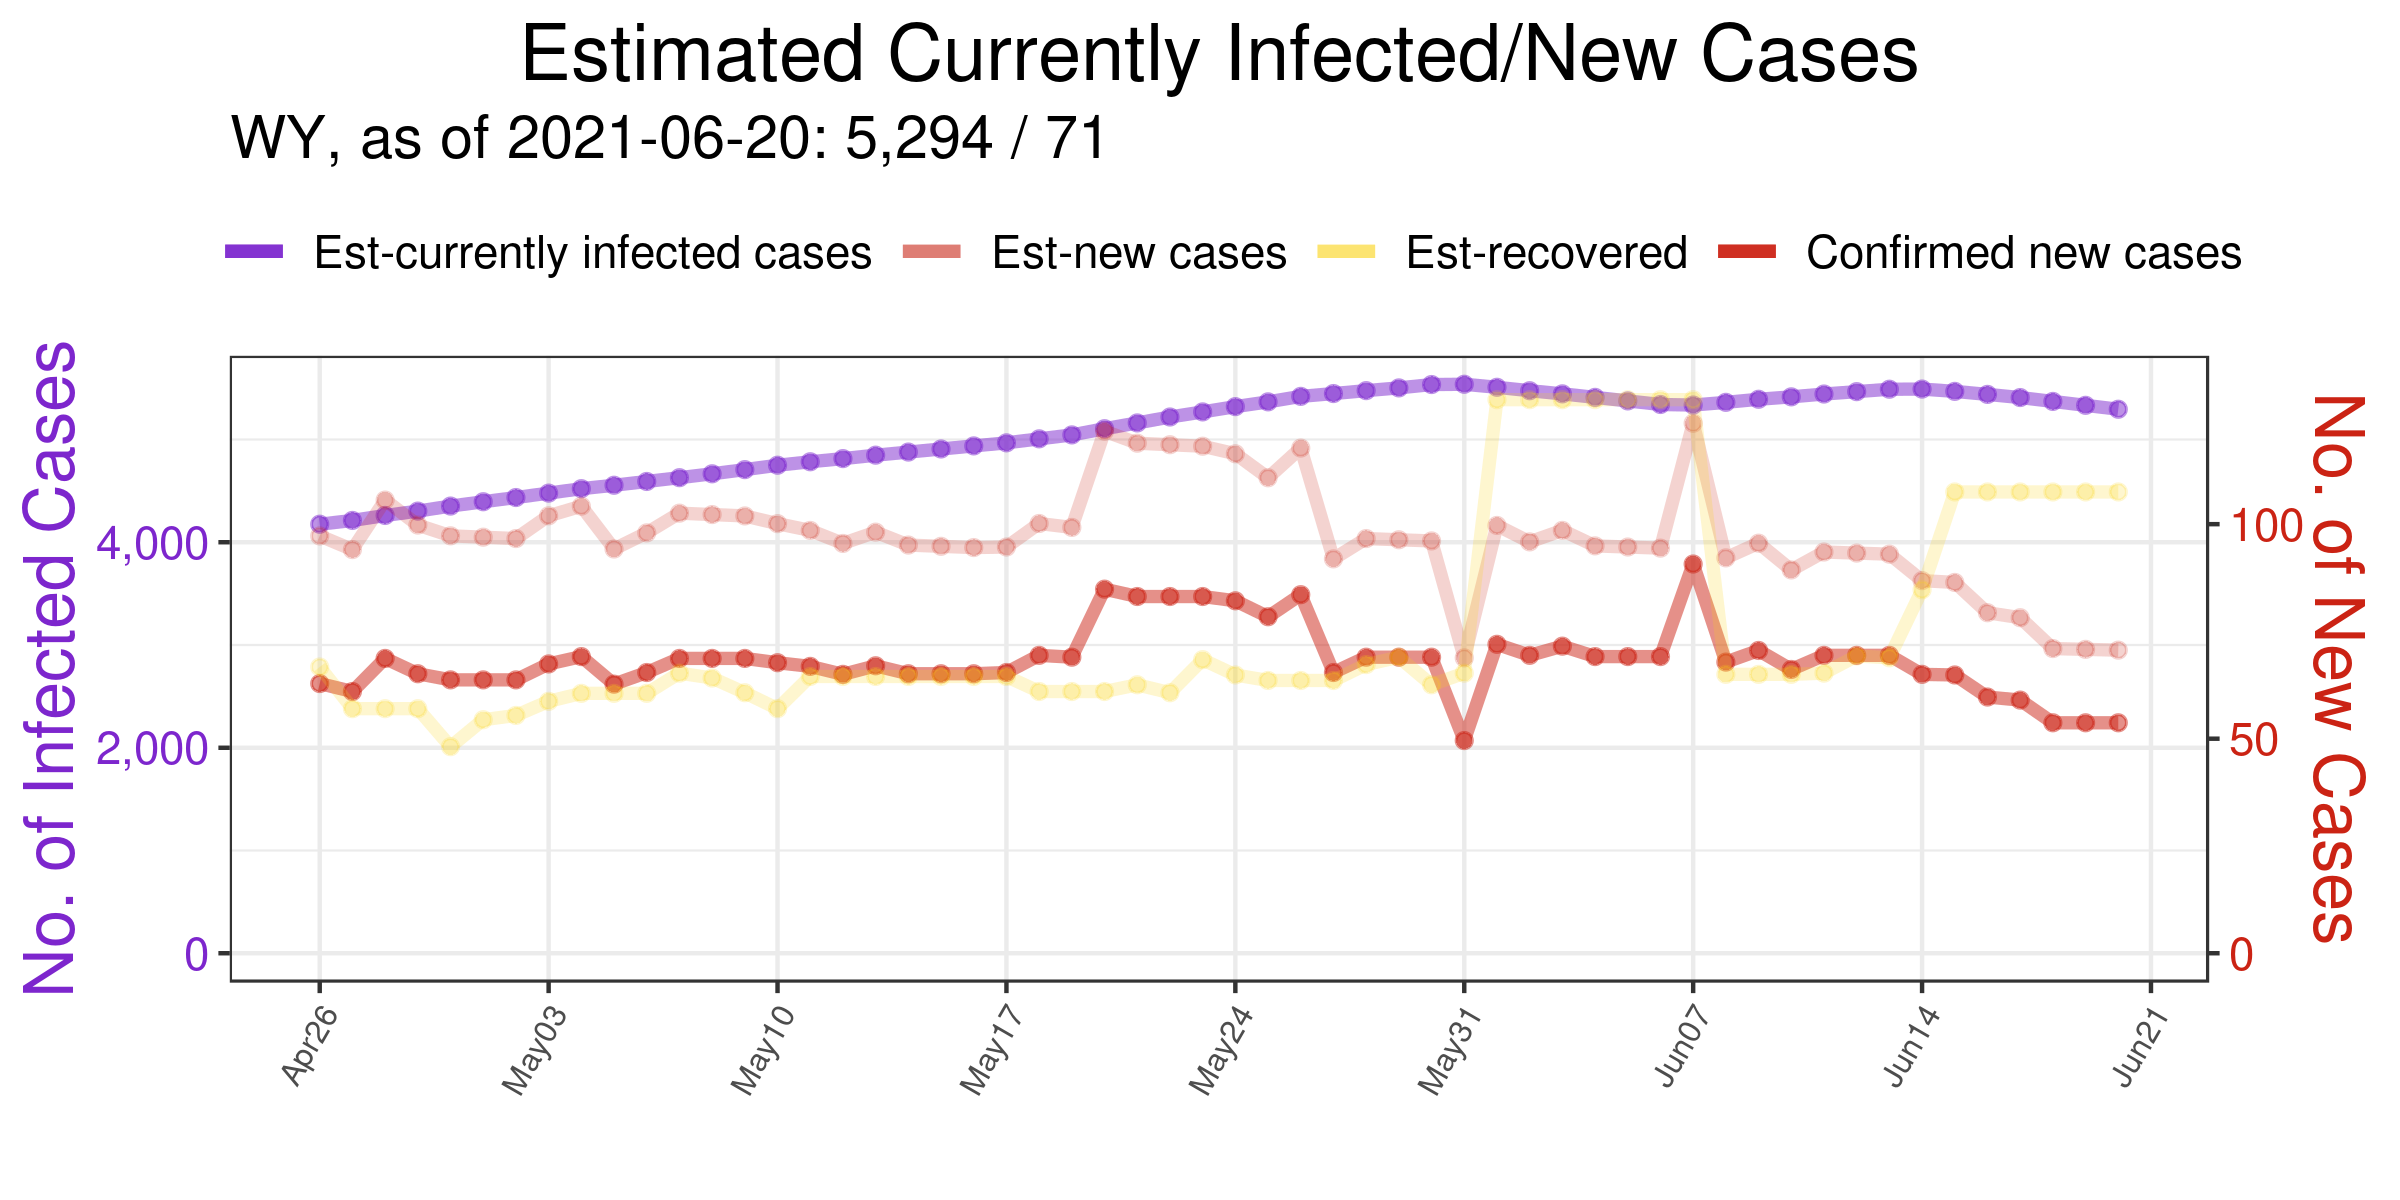 Estimated Currently Infected/New Cases
WY, as of 2021-06-20: 5,294 / 71
Est-currently infected cases Est-new cases Est-recovered Confirmed new cases
No. of Infected Cases
4,000
2,000
0
No. of New Cases
100
50
0
Apr26 May03 May10 May17 May24 May31 Jun07 Jun14 Jun21